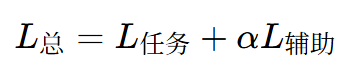 L总 = L任务 + αL辅助